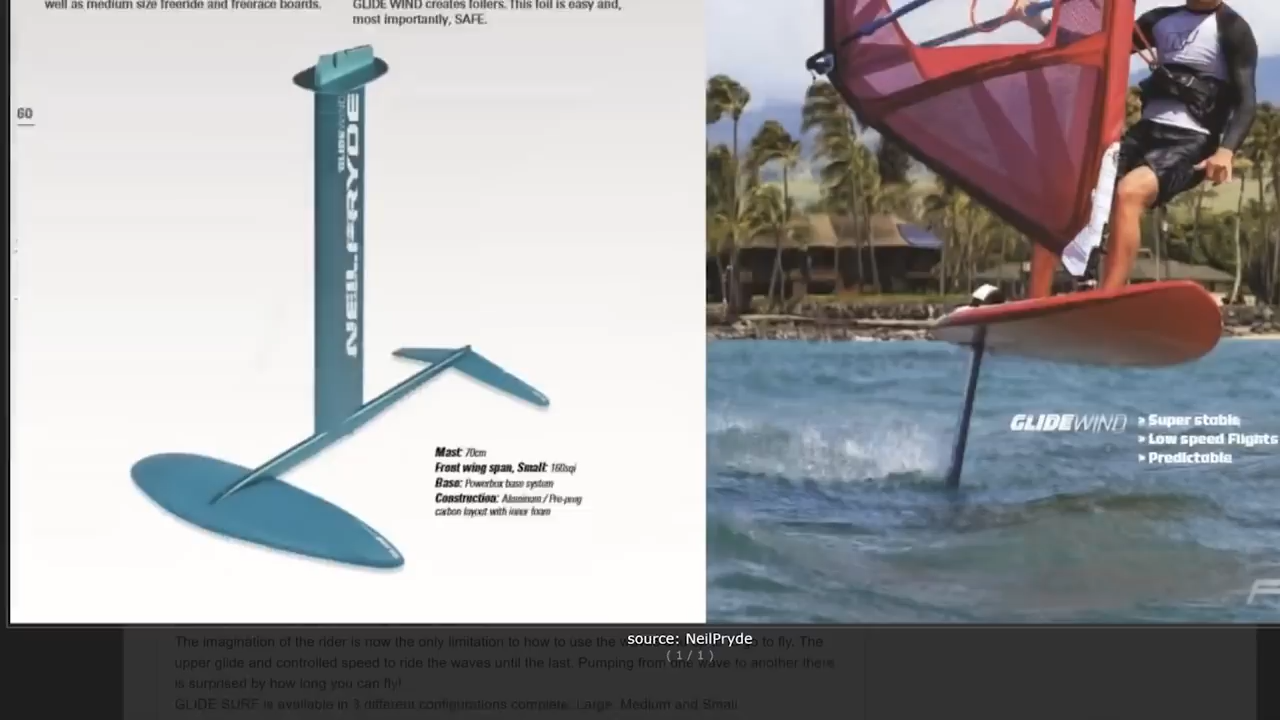 well as medium size freeride and freerace boards.
GLIDE WIND creates foilers. This foil is easy and,
most importantly, SAFE.
60
GLIDEWIND
NEILPRYDE
Mast: 70cm
Front wing span, Small: 160sqi
Base: Powerbox base system
Construction: Aluminum / Pre-preg
carbon layout with inner foam
GLIDEWIND
» Super stable
» Low speed Flights
» Predictable
source: NeilPryde
( 1 / 1 )
The imagination of the rider is now the only limitation to how to use the to fly. The
upper glide and controlled speed to ride the waves until the last. Pumping from one wave to another there
is surprised by how long you can fly!
GLIDE SURF is available in 3 different configurations complete. Large, Medium and Small.